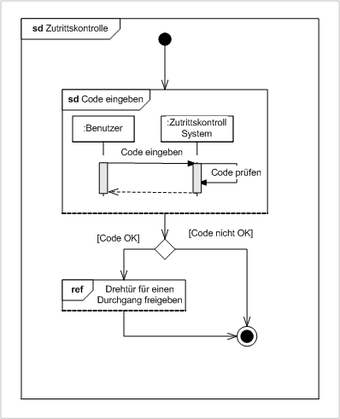 sd Zutrittskontrolle
sd Code eingeben
:Benutzer
:Zutrittskontroll
System
Code eingeben
Code prüfen
[Code OK]
[Code nicht OK]
ref Drehtür für einen
Durchgang freigeben